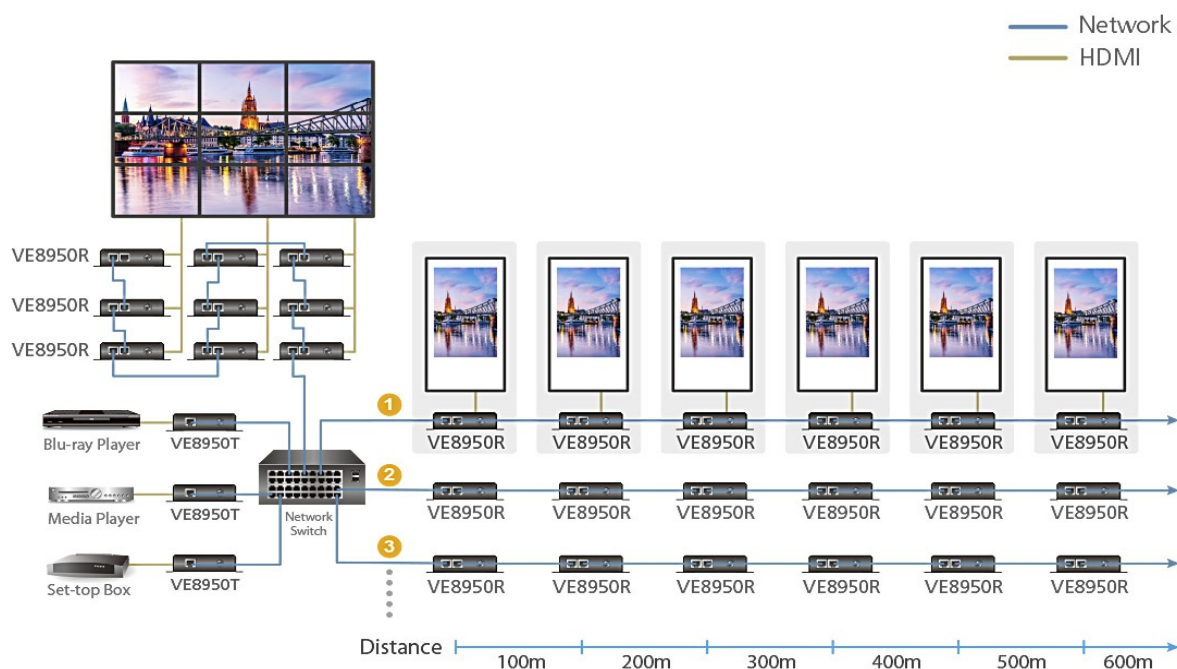 Network
HDMI
VE8950R
VE8950R
VE8950R
Blu-ray Player
VE8950T
Media Player
VE8950T
Set-top Box
VE8950T
Network
Switch
1
VE8950R VE8950R VE8950R VE8950R VE8950R VE8950R
2
VE8950R VE8950R VE8950R VE8950R VE8950R VE8950R
3
VE8950R VE8950R VE8950R VE8950R VE8950R VE8950R
Distance
100m 200m 300m 400m 500m 600m